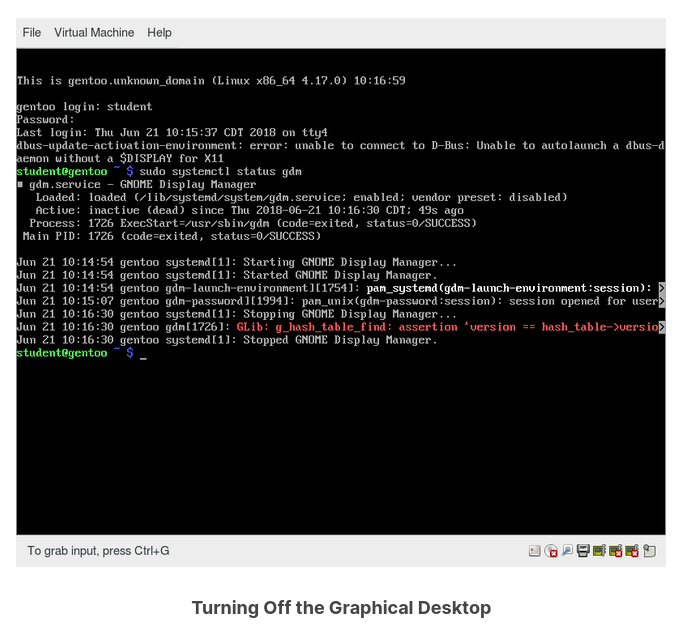 File Virtual Machine Help
This is gentoo.unknown_domain (Linux x86_64 4.17.0) 10:16:59
gentoo login: student
Password:
Last login: Thu Jun 21 10:15:37 CDT 2018 on tty4
dbus-update-activation-environment: error: unable to connect to D-Bus: Unable to autolaunch a dbus-d
aemon without a $DISPLAY for X11
student@gentoo ~ $ sudo systemctl status gdm
■ gdm.service - GNOME Display Manager
Loaded: loaded (/lib/systemd/system/gdm.service; enabled; vendor preset: disabled)
Active: inactive (dead) since Thu 2018-06-21 10:16:30 CDT; 49s ago
Process: 1726 ExecStart=/usr/sbin/gdm (code=exited, status=0/SUCCESS)
Main PID: 1726 (code=exited, status=0/SUCCESS)
Jun 21 10:14:54 gentoo systemd[1]: Starting GNOME Display Manager...
Jun 21 10:14:54 gentoo systemd[1]: Started GNOME Display Manager.
Jun 21 10:14:54 gentoo gdm-launch-environment][1754]: pam_systemd(gdm-launch-environment:session): >
Jun 21 10:15:07 gentoo gdm-password][1994]: pam_unix(gdm-password:session): session opened for user>
Jun 21 10:16:30 gentoo systemd[1]: Stopping GNOME Display Manager...
Jun 21 10:16:30 gentoo gdm[1726]: GLib: g_hash_table_find: assertion 'version == hash_table->versio>
Jun 21 10:16:30 gentoo systemd[1]: Stopped GNOME Display Manager.
student@gentoo ~ $ _
To grab input, press Ctrl+G
Turning Off the Graphical Desktop